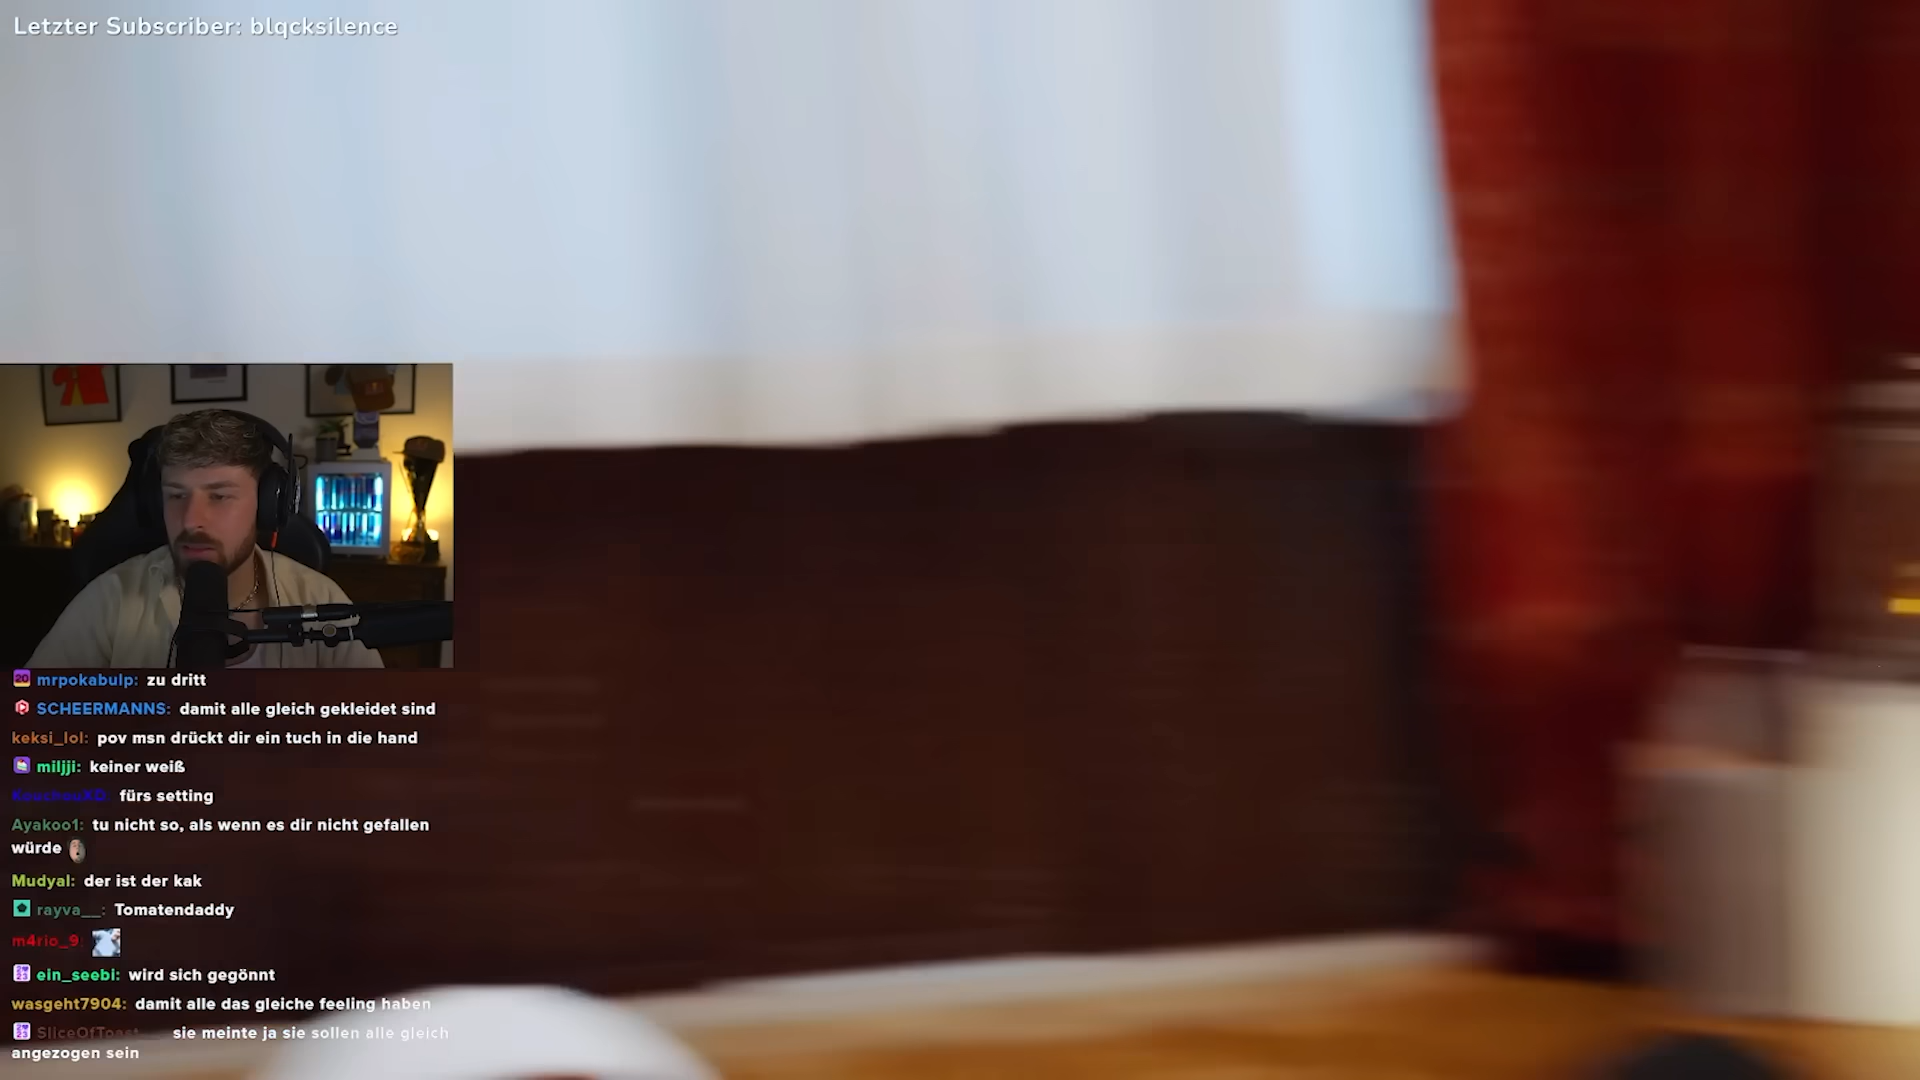 Letzter Subscriber: blqcksilence
mrpokabulp: zu dritt
SCHEERMANNS: damit alle gleich gekleidet sind
keksi_lol: pov msn drückt dir ein tuch in die hand
miljji: keiner weiß
fürs setting
Ayakoo1: tu nicht so, als wenn es dir nicht gefallen
würde
Mudyal: der ist der kak
rayva__: Tomatendaddy
m4rio_9:
ein_seebi: wird sich gegönnt
wasgeht7904: damit alle das gleiche feeling haben
sie meinte ja sie sollen alle gleich
angezogen sein